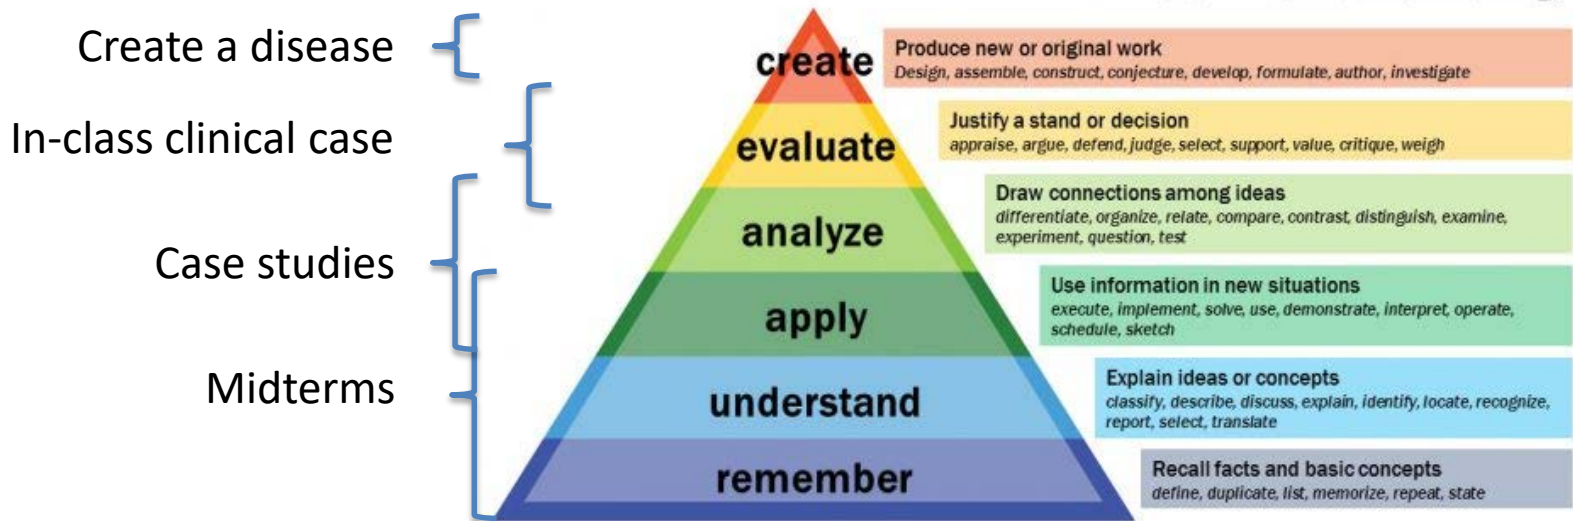 Create a disease
In-class clinical case
Case studies
Midterms
create
evaluate
analyze
apply
understand
remember
Produce new or original work
Design, assemble, construct, conjecture, develop, formulate, author, investigate
Justify a stand or decision
appraise, argue, defend, judge, select, support, value, critique, weigh
Draw connections among ideas
differentiate, organize, relate, compare, contrast, distinguish, examine,
experiment, question, test
Use information in new situations
execute, implement, solve, use, demonstrate, interpret, operate,
schedule, sketch
Explain ideas or concepts
classify, describe, discuss, explain, identify, locate, recognize,
report, select, translate
Recall facts and basic concepts
define, duplicate, list, memorize, repeat, state